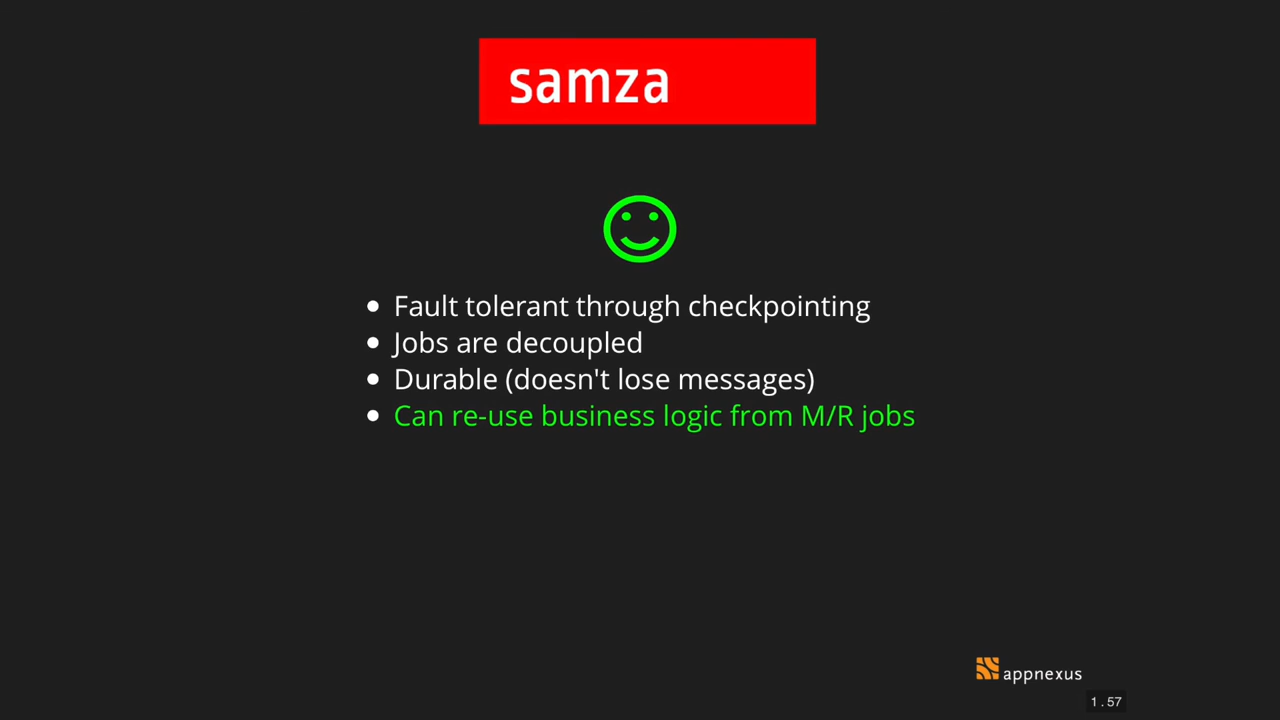 samza
Fault tolerant through checkpointing
Jobs are decoupled
Durable (doesn't lose messages)
Can re-use business logic from M/R jobs
appnexus
1.57